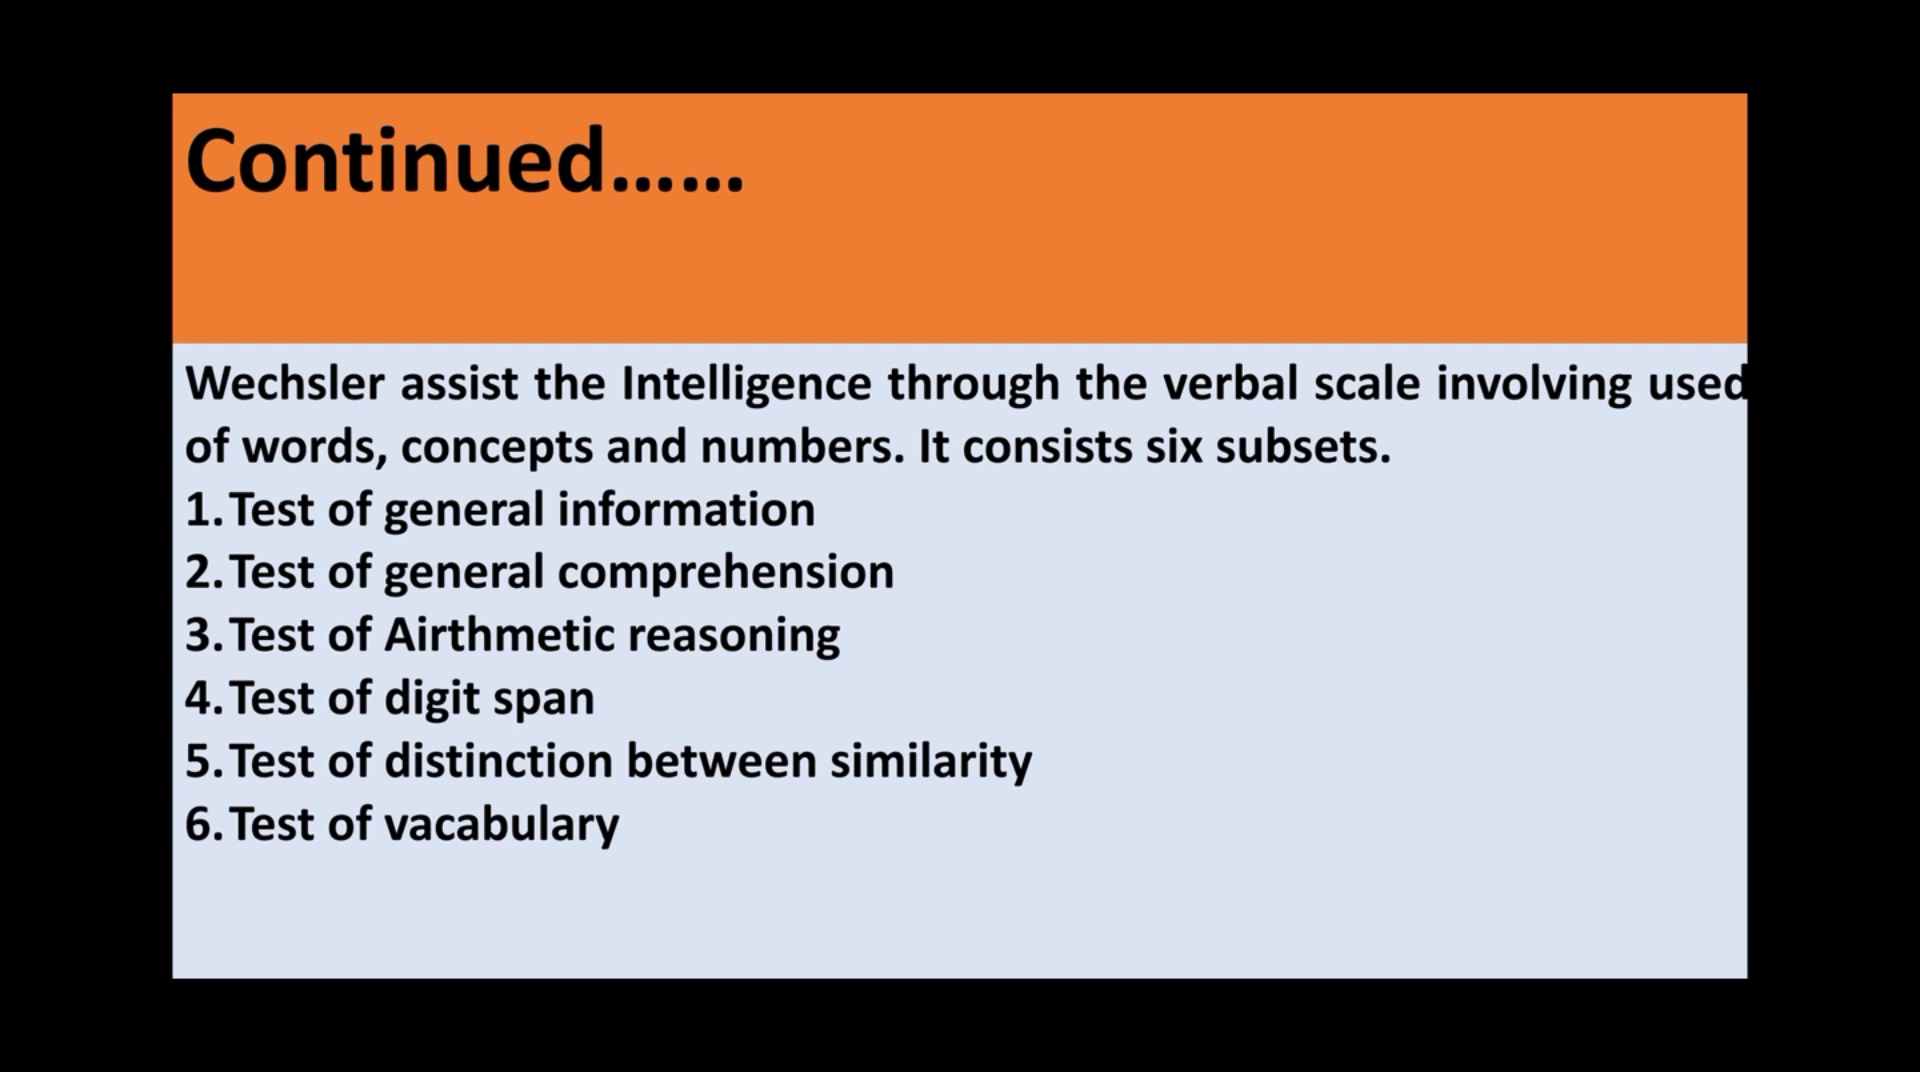 Continued......
Wechsler assist the Intelligence through the verbal scale involving used
of words, concepts and numbers. It consists six subsets.
1. Test of general information
2. Test of general comprehension
3. Test of Airthmetic reasoning
4. Test of digit span
5. Test of distinction between similarity
6. Test of vacabulary